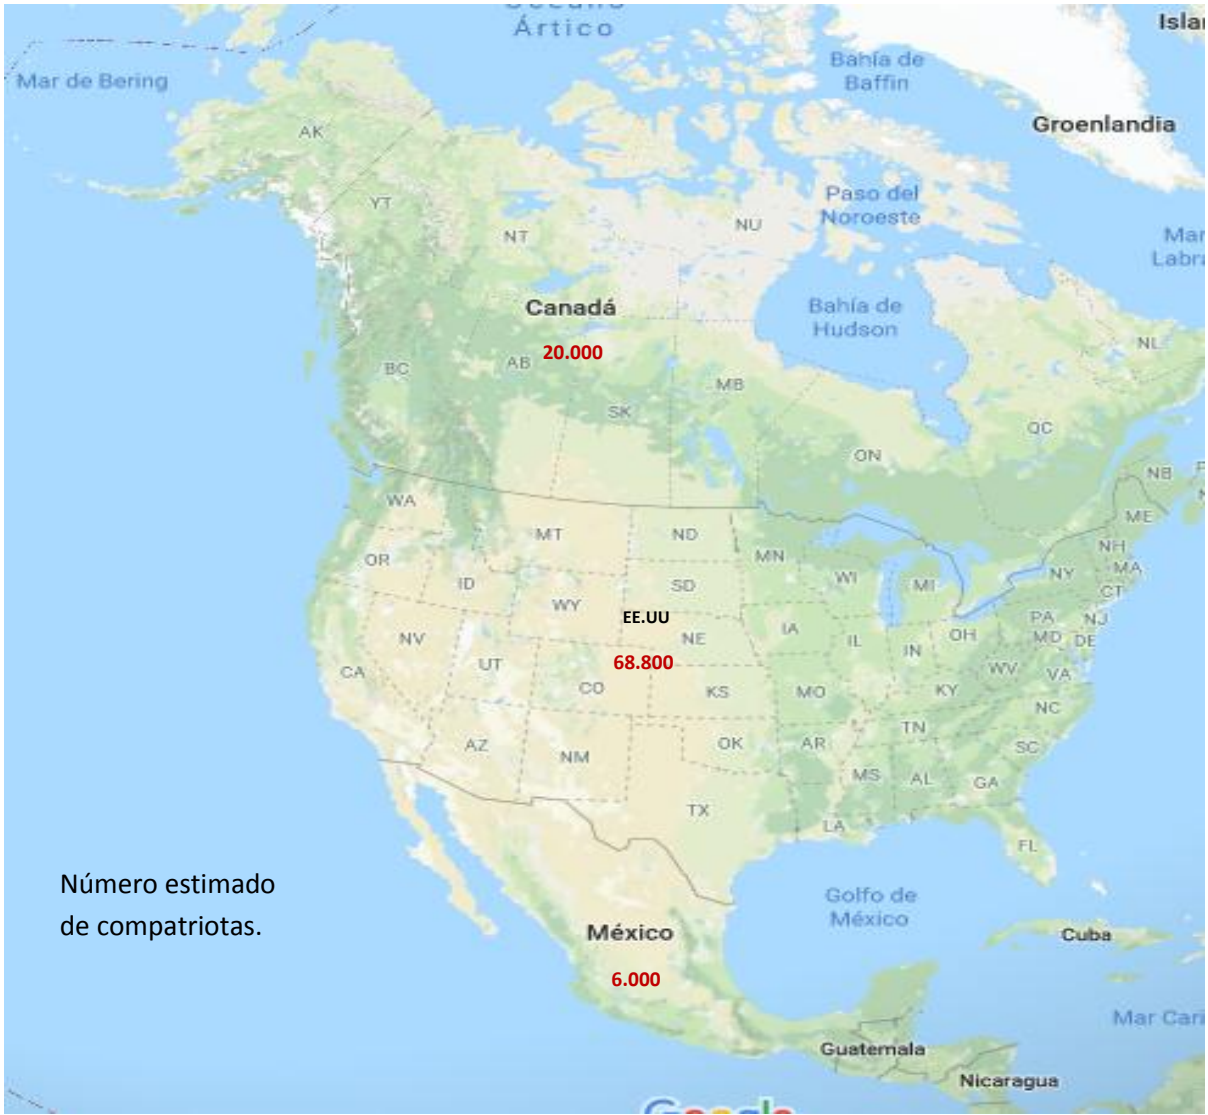 Océano
Ártico
Islan
Mar de Bering
Bahía de
Baffin
Groenlandia
AK
YT
NT
NU
Paso del
Noroeste
Mar
Labra
Canadá
20.000
Bahía de
Hudson
NL
BC
AB
MB
SK
QC
ON
NB
WA
ME
MT
ND
OR
MN
NH
ID
SD
WI
MI
NY
MA
CT
WY
EE.UU
PA
NJ
NV
NE
IA
IL
IN
OH
MD
DE
CA
UT
68.800
WV
VA
CO
KS
MO
KY
NC
AZ
NM
OK
AR
TN
SC
MS
AL
GA
TX
LA
FL
Número estimado
de compatriotas.
Golfo de
México
México
Cuba
6.000
Mar Cari
Guatemala
Nicaragua
Google